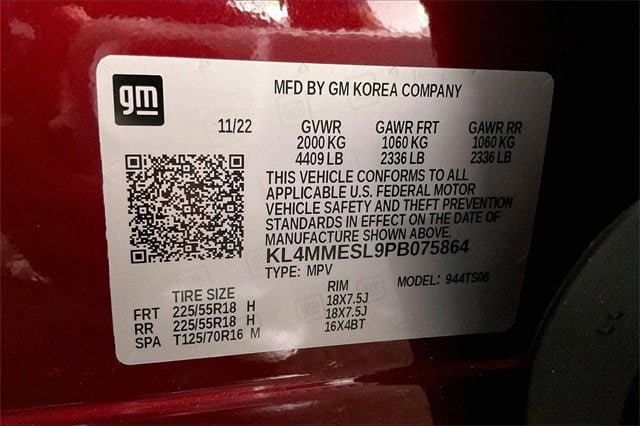 gm
MFD BY GM KOREA COMPANY
11/22 GVWR GAWR FRT GAWR RR
2000 KG 1060 KG 1060 KG
4409 LB 2336 LB 2336 LB
THIS VEHICLE CONFORMS TO ALL
APPLICABLE U.S. FEDERAL MOTOR
VEHICLE SAFETY AND THEFT PREVENTION
STANDARDS IN EFFECT ON THE DATE OF
MANUFACTURE SHOWN ABOVE.
KL4MMESL9PB075864
TYPE: MPV MODEL: 944TS06
TIRE SIZE RIM
FRT 225/55R18 H 18X7.5J
RR 225/55R18 H 18X7.5J
SPA T125/70R16 M 16X4BT